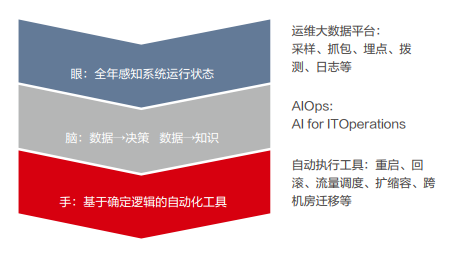 眼：全年感知系统运行状态
运维大数据平台：
采样、抓包、埋点、拨
测、日志等
脑：数据→决策 数据→知识
AIOps:
AI for ITOperations
手：基于确定逻辑的自动化工具
自动执行工具：重启、回
滚、流量调度、扩缩容、跨
机房迁移等